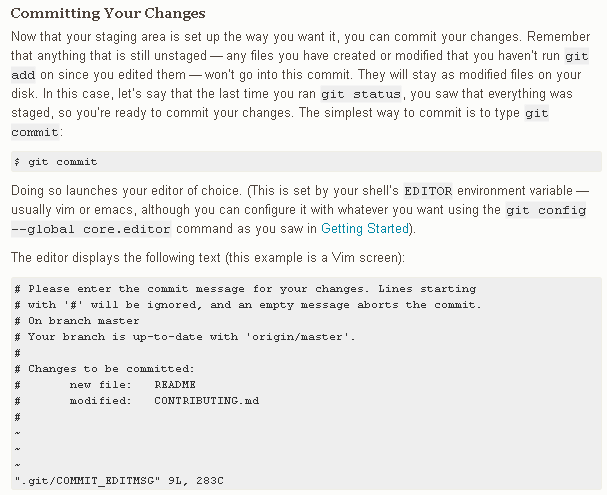 Committing Your Changes
Now that your staging area is set up the way you want it, you can commit your changes. Remember
that anything that is still unstaged — any files you have created or modified that you haven't run git
add on since you edited them — won't go into this commit. They will stay as modified files on your
disk. In this case, let's say that the last time you ran git status, you saw that everything was
staged, so you're ready to commit your changes. The simplest way to commit is to type git
commit:
$ git commit
Doing so launches your editor of choice. (This is set by your shell's EDITOR environment variable —
usually vim or emacs, although you can configure it with whatever you want using the git config
--global core.editor command as you saw in Getting Started).
The editor displays the following text (this example is a Vim screen):
# Please enter the commit message for your changes. Lines starting
# with '#' will be ignored, and an empty message aborts the commit.
# On branch master
# Your branch is up-to-date with 'origin/master'.
#
# Changes to be committed:
#       new file:   README
#       modified:   CONTRIBUTING.md
#
~
~
~
".git/COMMIT_EDITMSG" 9L, 283C